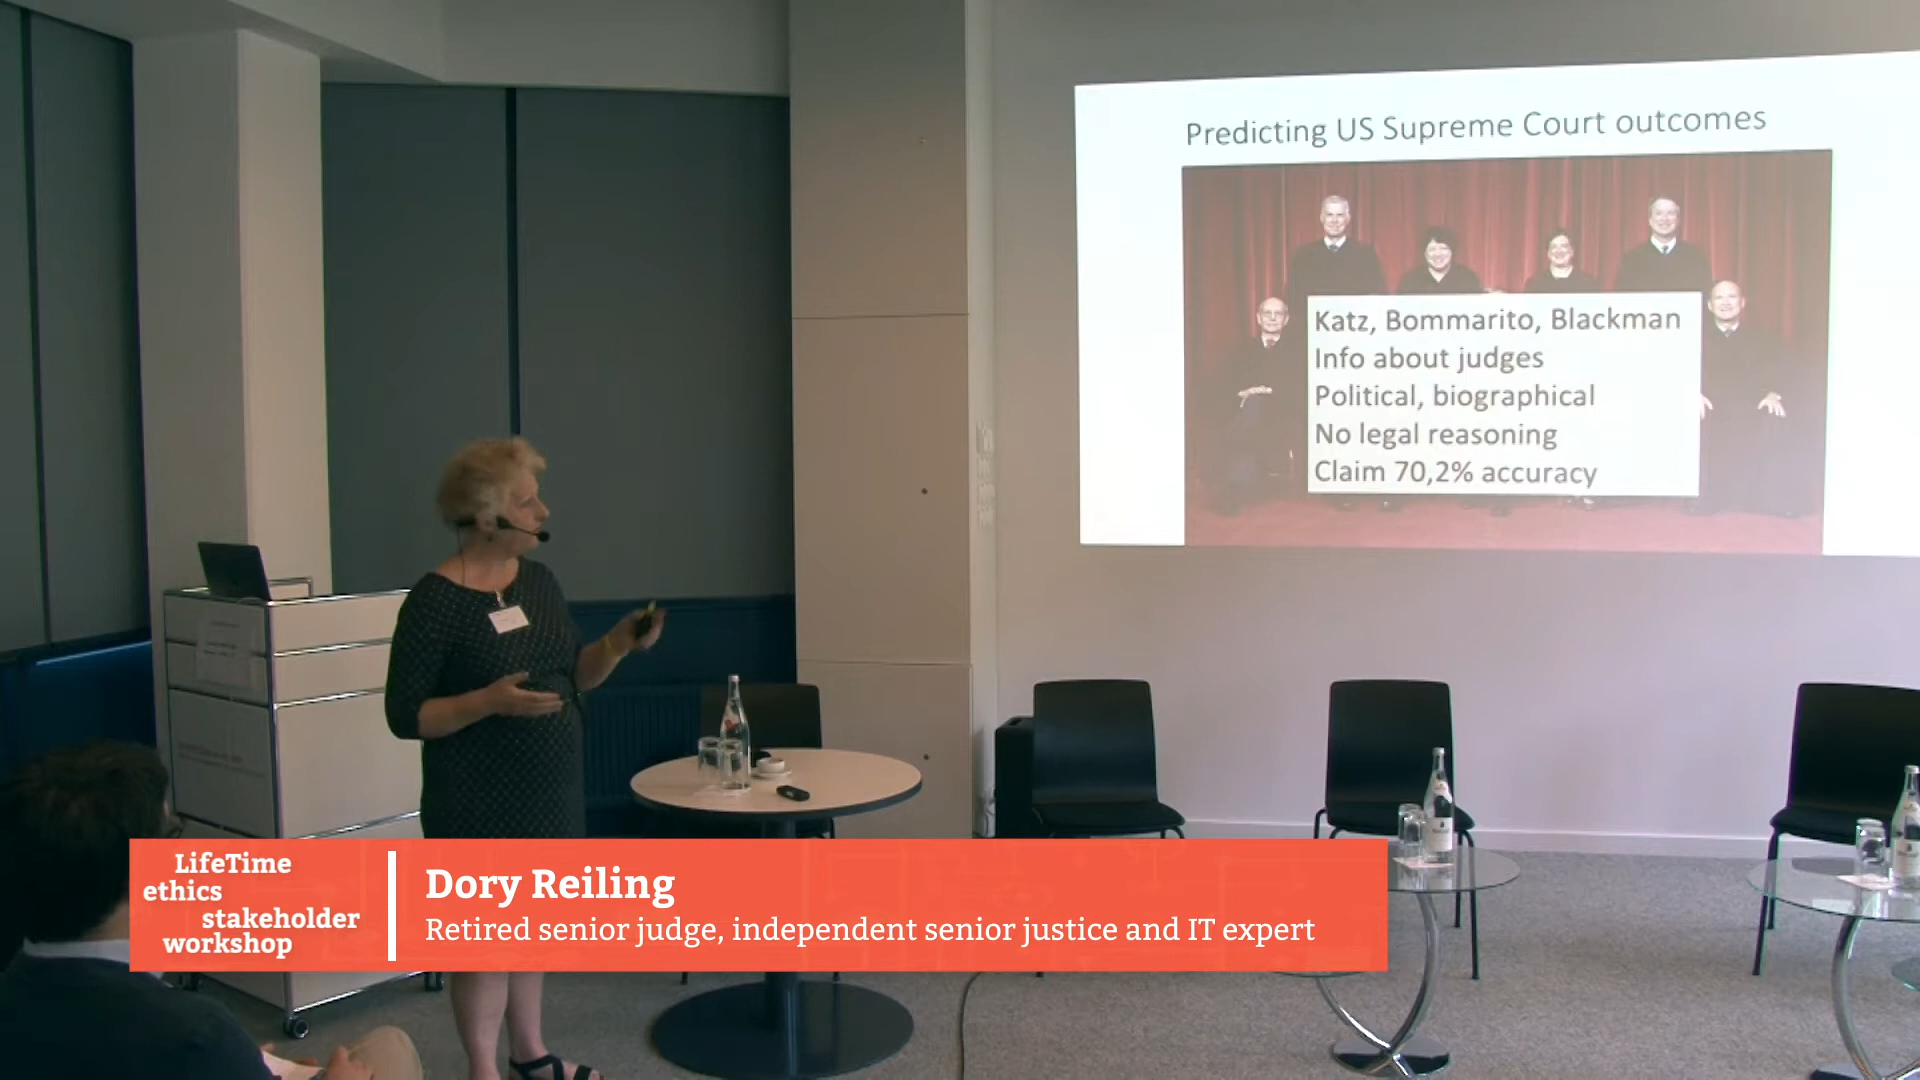 Predicting US Supreme Court outcomes
Katz, Bommarito, Blackman
Info about judges
Political, biographical
No legal reasoning
Claim 70,2% accuracy
LifeTime
ethics
stakeholder
workshop
Dory Reiling
Retired senior judge, independent senior justice and IT expert